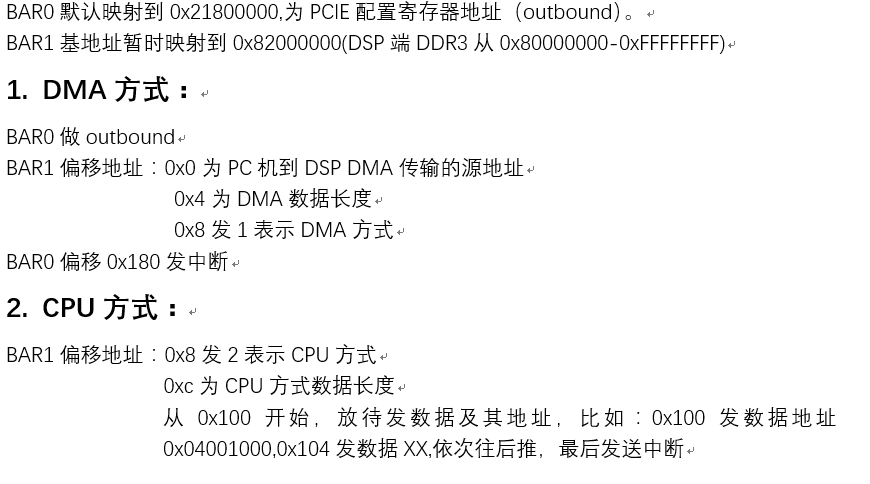 BAR0 默认映射到 0x21800000,为 PCIE 配置寄存器地址（outbound）。
BAR1 基地址暂时映射到 0x82000000(DSP 端 DDR3 从 0x80000000-0xFFFFFFFF)
1. DMA 方式：
BAR0 做 outbound
BAR1 偏移地址：0x0 为 PC 机到 DSP DMA 传输的源地址
0x4 为 DMA 数据长度
0x8 发 1 表示 DMA 方式
BAR0 偏移 0x180 发中断
2. CPU 方式：
BAR1 偏移地址：0x8 发 2 表示 CPU 方式
0xc 为 CPU 方式数据长度
从 0x100 开始，放待发数据及其地址，比如：0x100 发数据地址
0x04001000,0x104 发数据 XX,依次往后推，最后发送中断